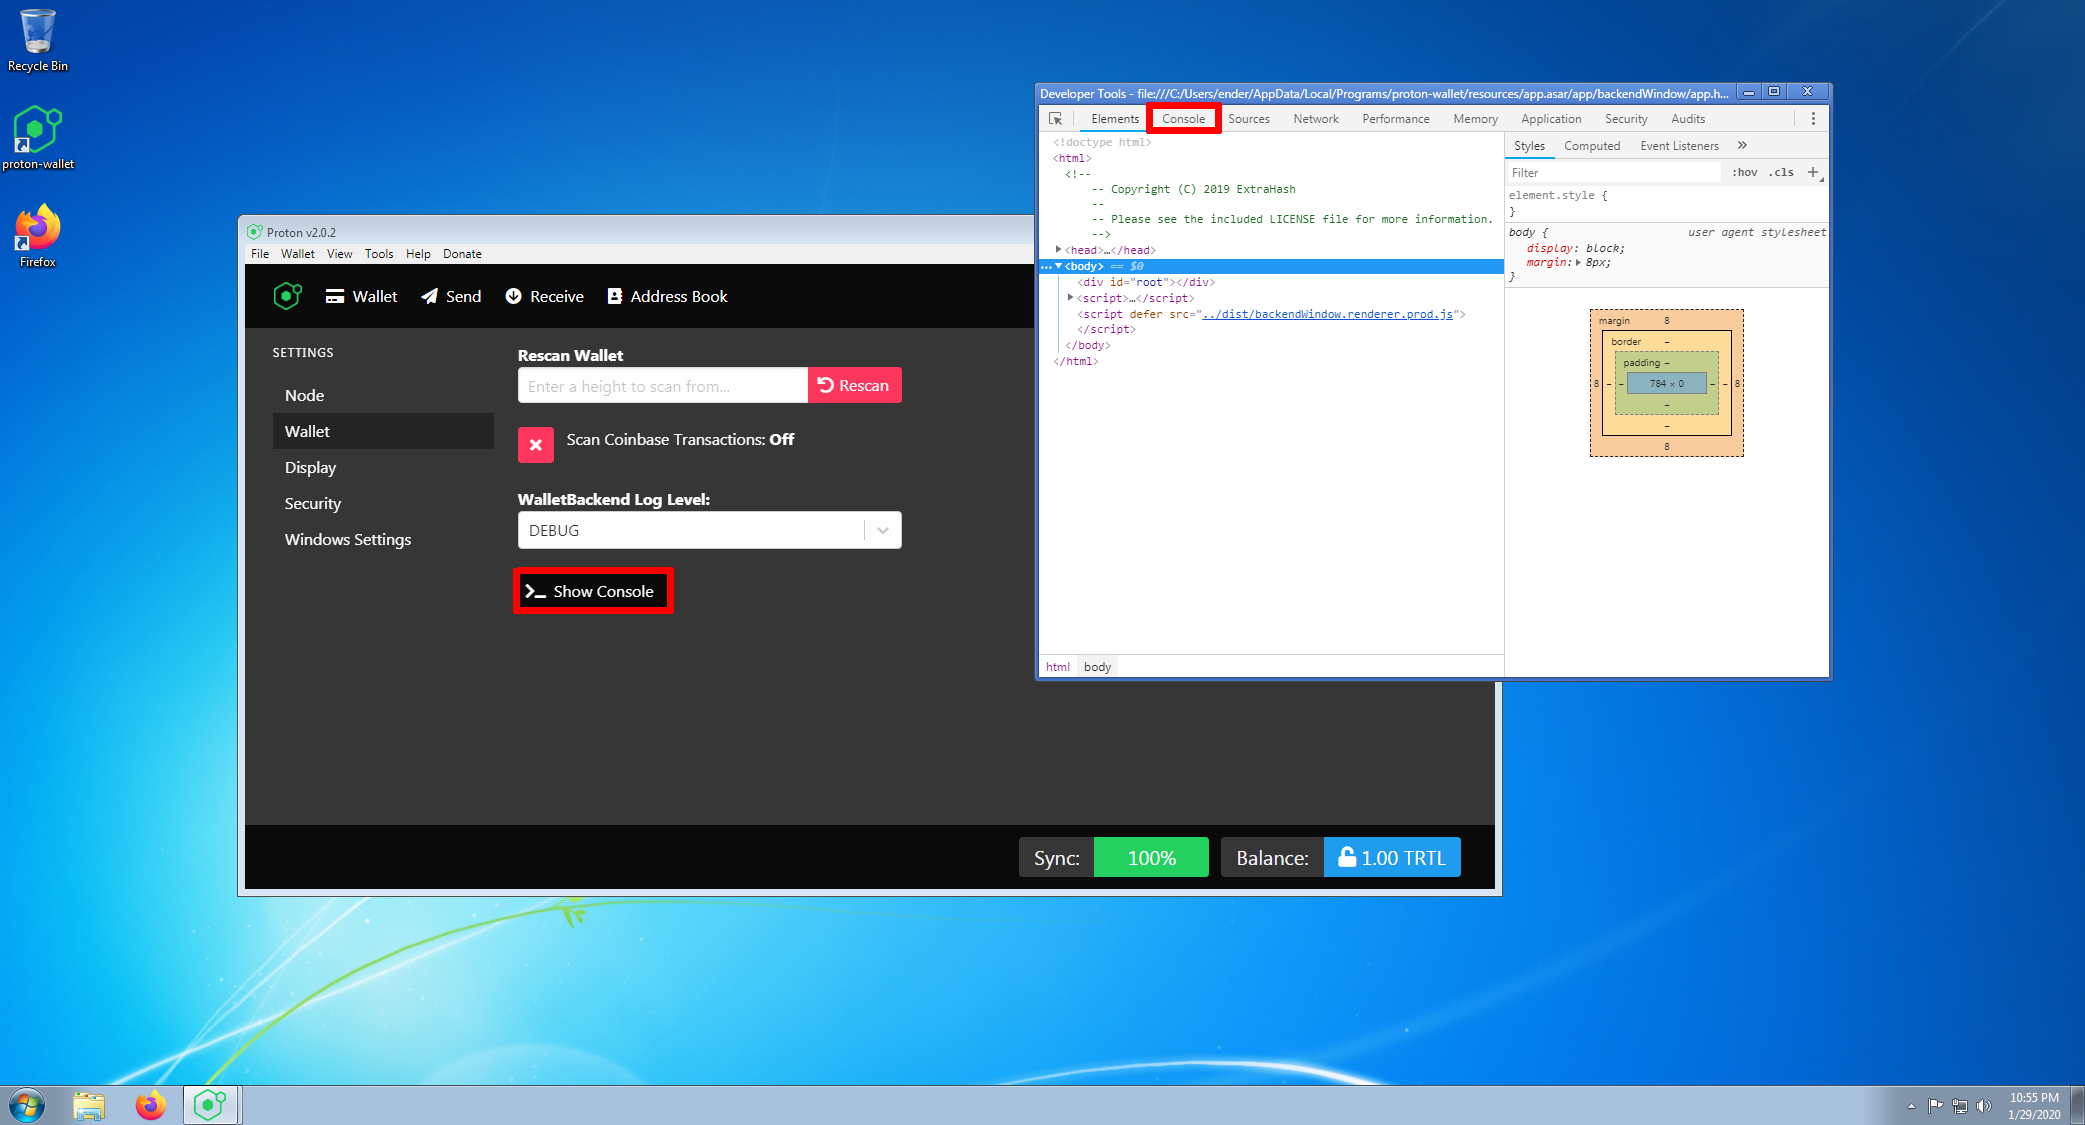 Recycle Bin
proton-wallet
Firefox
Proton v2.0.2
File Wallet View Tools Help Donate
Wallet Send Receive Address Book
SETTINGS
Node
Wallet
Display
Security
Windows Settings
Rescan Wallet
Enter a height to scan from...
Rescan
Scan Coinbase Transactions: Off
WalletBackend Log Level:
DEBUG
Show Console
Sync: 100% Balance: 1.00 TRTL
Developer Tools - file:///C:/Users/ender/AppData/Local/Programs/proton-wallet/resources/app.asar/app/backendWindow/app.h...
Elements Console Sources Network Performance Memory Application Security Audits
<!doctype html>
<html>
<!--
-- Copyright (C) 2019 ExtraHash
--
-- Please see the included LICENSE file for more information.
-->
<head>…</head>
… <body> == $0
<div id="root"></div>
<script>…</script>
<script defer src="../dist/backendWindow.renderer.prod.js">
</script>
</body>
</html>
html body
Styles Computed Event Listeners »
Filter :hov .cls +
element.style {
}
body { user agent stylesheet
display: block;
margin: 8px;
}
margin 8
border –
padding –
8 – – 784 × 0 – – 8
–
–
8
10:55 PM
1/29/2020